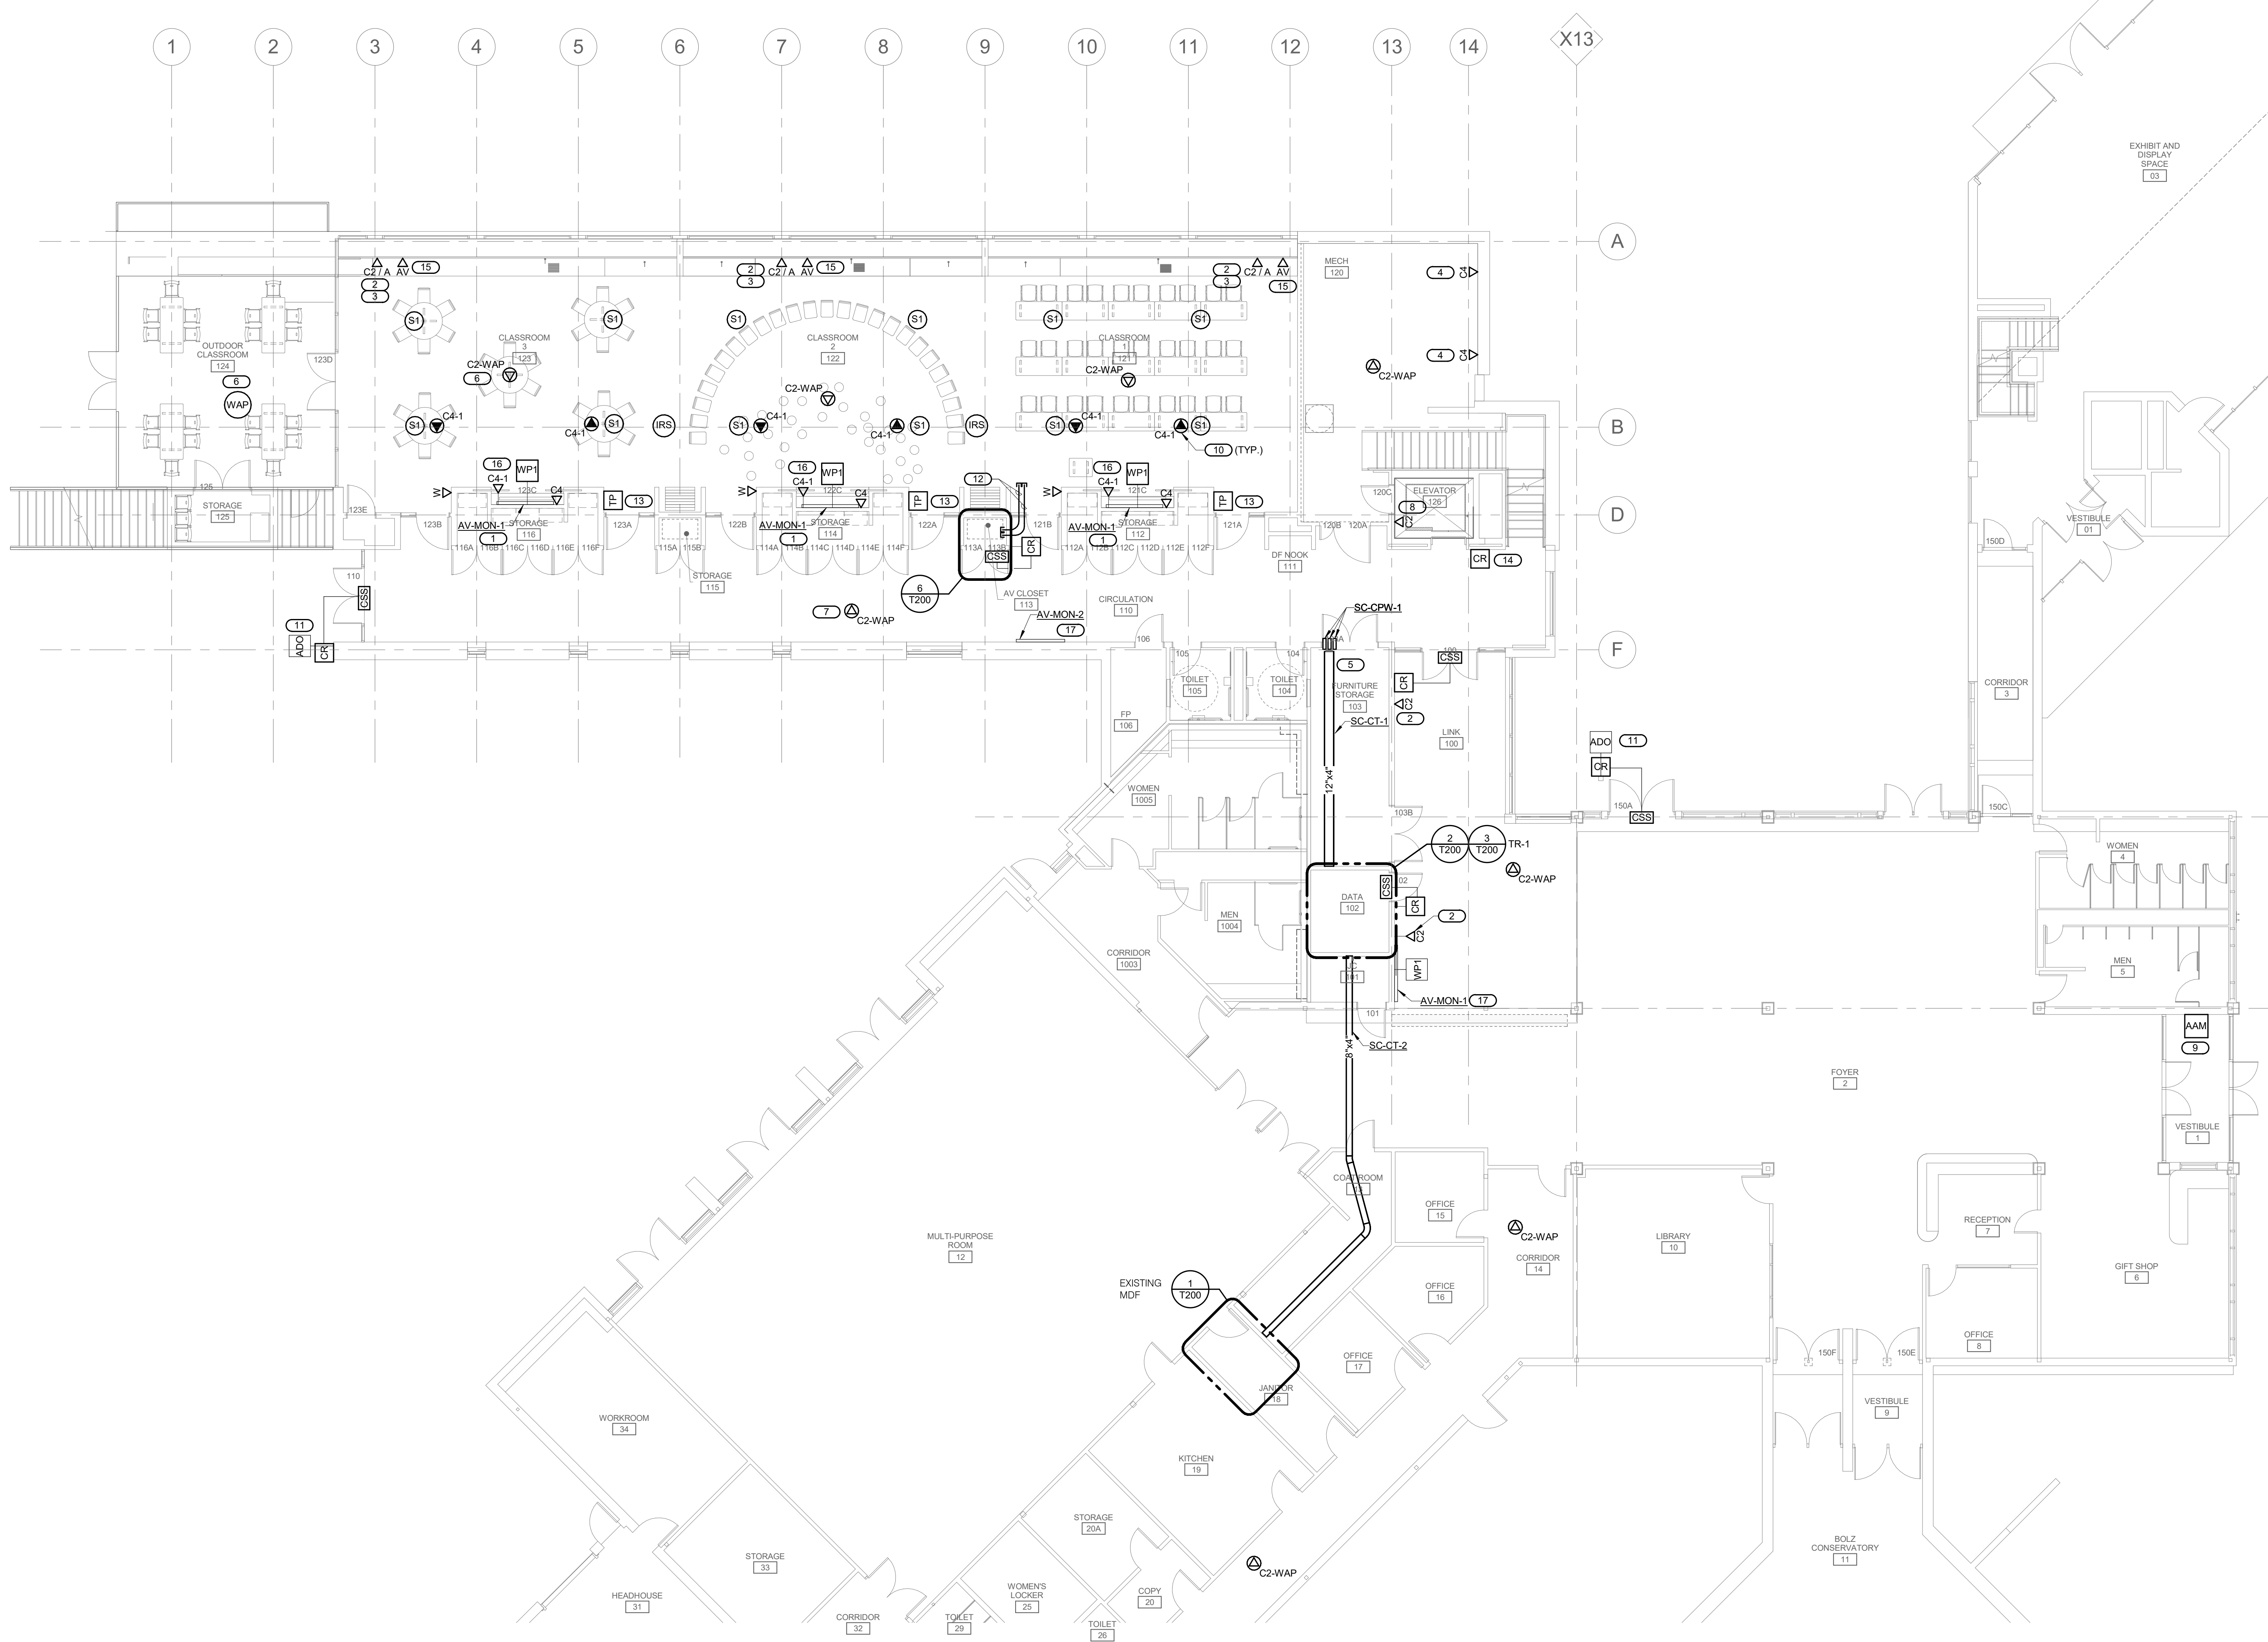 1
2
3
4
5
6
7
8
9
10
11
12
13
14
X13
A
B
D
F
EXHIBIT AND
DISPLAY
SPACE
03
C2 / A AV 15
2
3
2
3
C2 / A AV 15
2
3
C2 / A AV
15
MECH
120
4 C4
4 C4
C2-WAP
OUTDOOR
CLASSROOM
124
6
WAP
123D
S1
S1
CLASSROOM
3
123
C2-WAP
6
S1
C4-1
C4-1
S1
IRS
S1
S1
CLASSROOM
2
122
C2-WAP
S1
C4-1
C4-1
S1
IRS
S1
S1
CLASSROOM
1
121
C2-WAP
S1
C4-1
C4-1
S1
10 (TYP.)
125
STORAGE
125
123E
W
16
WP1
C4-1
123C
C4
AV-MON-1
STORAGE
116
1
TP
13
123B
123A
116A
116B
116C
116D
116E
116F
115A
115B
STORAGE
115
W
16
WP1
C4-1
122C
C4
AV-MON-1
STORAGE
114
1
TP
13
122B
122A
114A
114B
114C
114D
114E
114F
12
113A
113B
CSS
CR
6
T200
AV CLOSET
113
W
16
WP1
C4-1
121C
C4
AV-MON-1
STORAGE
112
1
TP
13
121B
121A
112A
112B
112C
112D
112E
112F
120C
ELEVATOR
126
8
C2
120B
120A
DF NOOK
111
CR
14
110
CSS
11
ADO
CR
7
C2-WAP
CIRCULATION
110
AV-MON-2
17
SC-CPW-1
106
105
104
5
TOILET
105
TOILET
104
FURNITURE
STORAGE
103
CSS
CR
C2
2
FP
106
SC-CT-1
LINK
100
12"x4"
103B
WOMEN
1005
MEN
1004
CORRIDOR
1003
2
T200
3
T200
TR-1
C2-WAP
DATA
102
CSS
CR
2
C2
WP1
101
101
AV-MON-1 17
SC-CT-2
8"x4"
ADO
11
CR
150A
CSS
150C
150D
CORRIDOR
3
VESTIBULE
01
WOMEN
4
MEN
5
AAM
9
FOYER
2
VESTIBULE
1
COAT ROOM
OFFICE
15
C2-WAP
CORRIDOR
14
LIBRARY
10
RECEPTION
7
GIFT SHOP
6
OFFICE
8
MULTI-PURPOSE
ROOM
12
EXISTING
MDF
1
T200
OFFICE
16
OFFICE
17
JANITOR
18
150F
150E
VESTIBULE
9
WORKROOM
34
KITCHEN
19
STORAGE
20A
STORAGE
33
C2-WAP
BOLZ
CONSERVATORY
11
HEADHOUSE
31
WOMEN'S
LOCKER
25
COPY
20
CORRIDOR
32
TOILET
29
TOILET
26